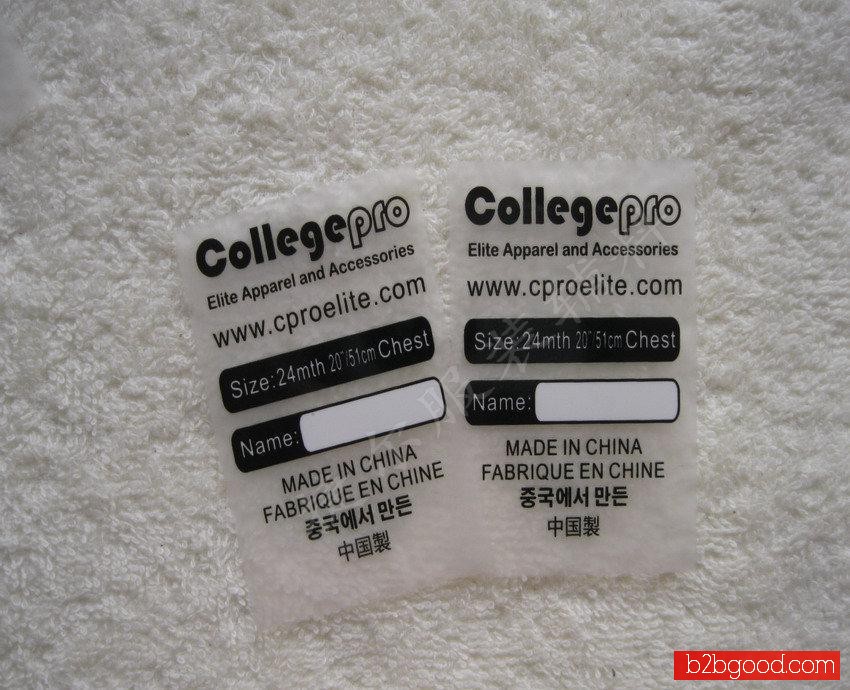 Collegepro
Elite Apparel and Accessories
www.cproelite.com
Size:24mth 20"/51cm Chest
Name:
MADE IN CHINA
FABRIQUE EN CHINE
중국에서 만든
中国製
Collegepro
Elite Apparel and Accessories
www.cproelite.com
Size:24mth 20"/51cm Chest
Name:
MADE IN CHINA
FABRIQUE EN CHINE
중국에서 만든
中国製
b2bgood.com